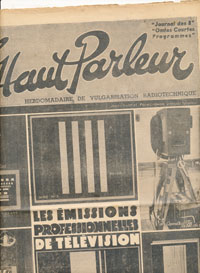 "Journal des 8"
"Ondes Courtes"
Programmes"
Haut Parleur
HEBDOMADAIRE DE VULGARISATION RADIOTECHNIQUE
LES ÉMISSIONS
PROFESSIONNELLES
DE TÉLÉVISION